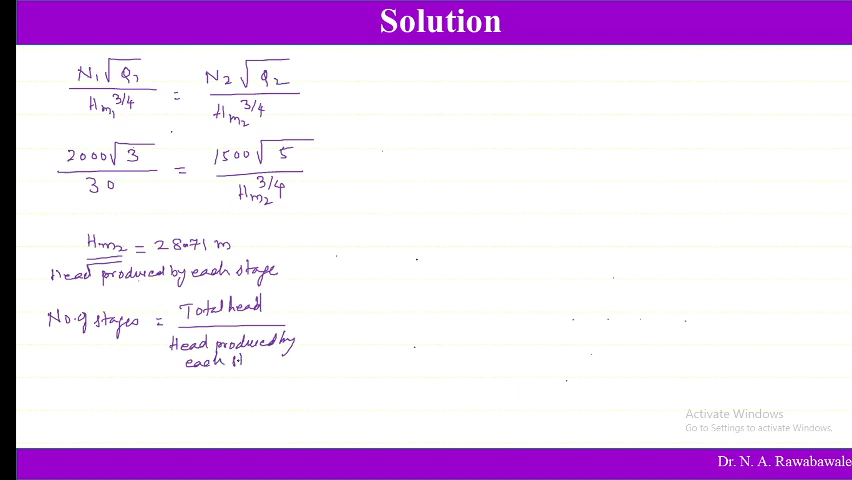 Solution
N₁√Q₁ / Hm₁^3/4 = N₂√Q₂ / Hm₂^3/4
2000√3 / 30 = 1500√5 / Hm₂^3/4
Hm₂ = 28.71 m
Head produced by each stage
No. of stages = Total head / Head produced by
each st
Activate Windows
Go to Settings to activate Windows.
Dr. N. A. Rawabawale